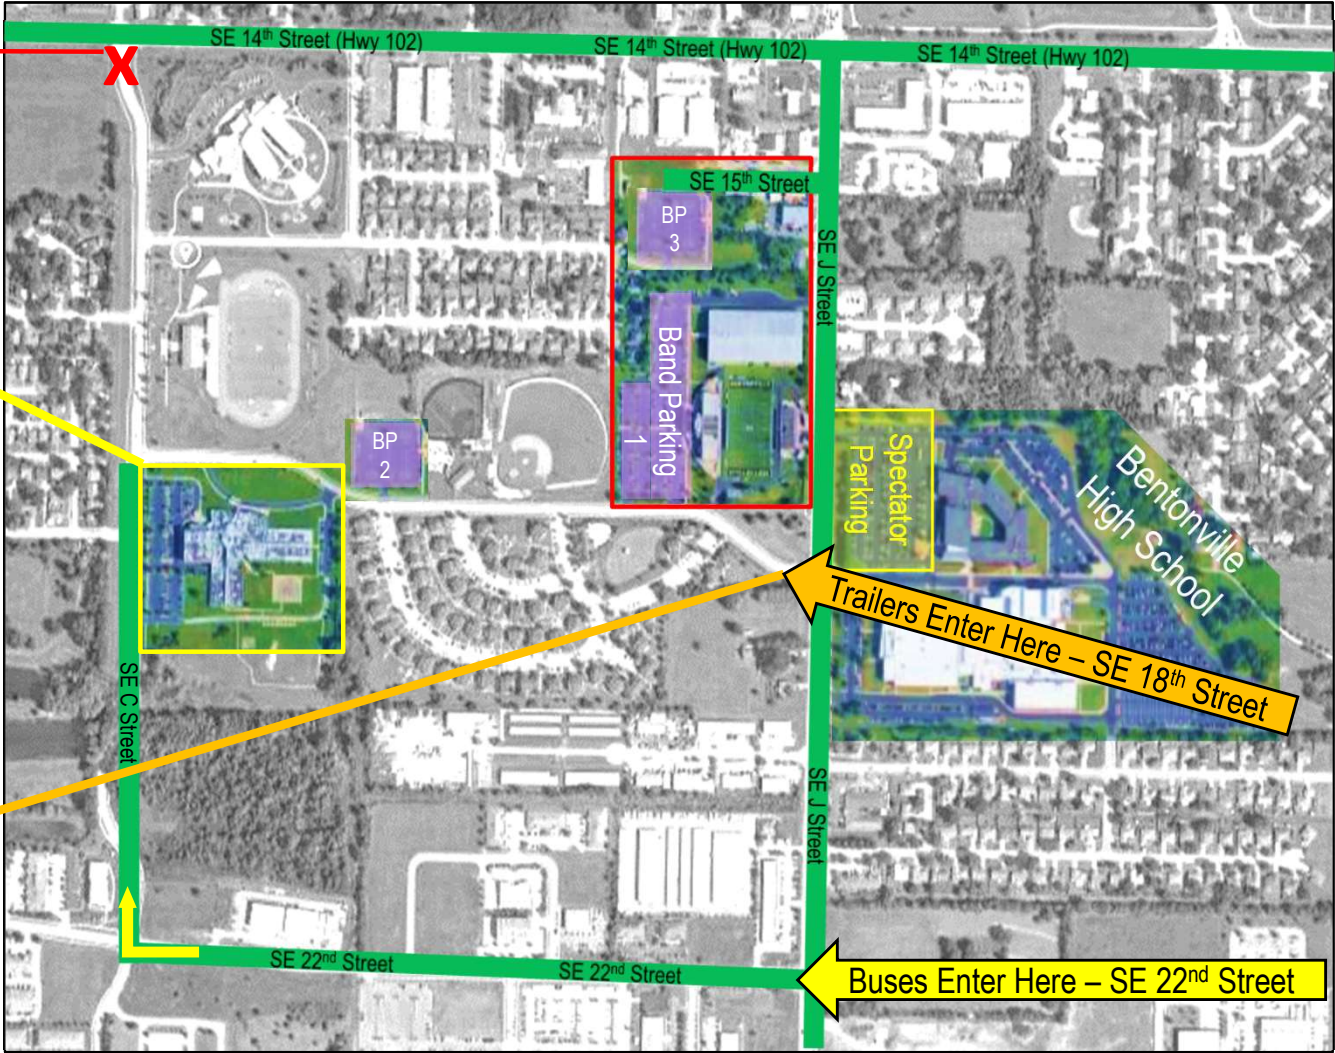 SE 14th Street (Hwy 102)
SE 14th Street (Hwy 102)
SE 14th Street (Hwy 102)
X
SE 15th Street
BP
3
SE J Street
Band Parking
1
BP
2
Spectator
Parking
Bentonville
High School
Trailers Enter Here – SE 18th Street
SE C Street
SE J Street
SE 22nd Street
SE 22nd Street
Buses Enter Here – SE 22nd Street